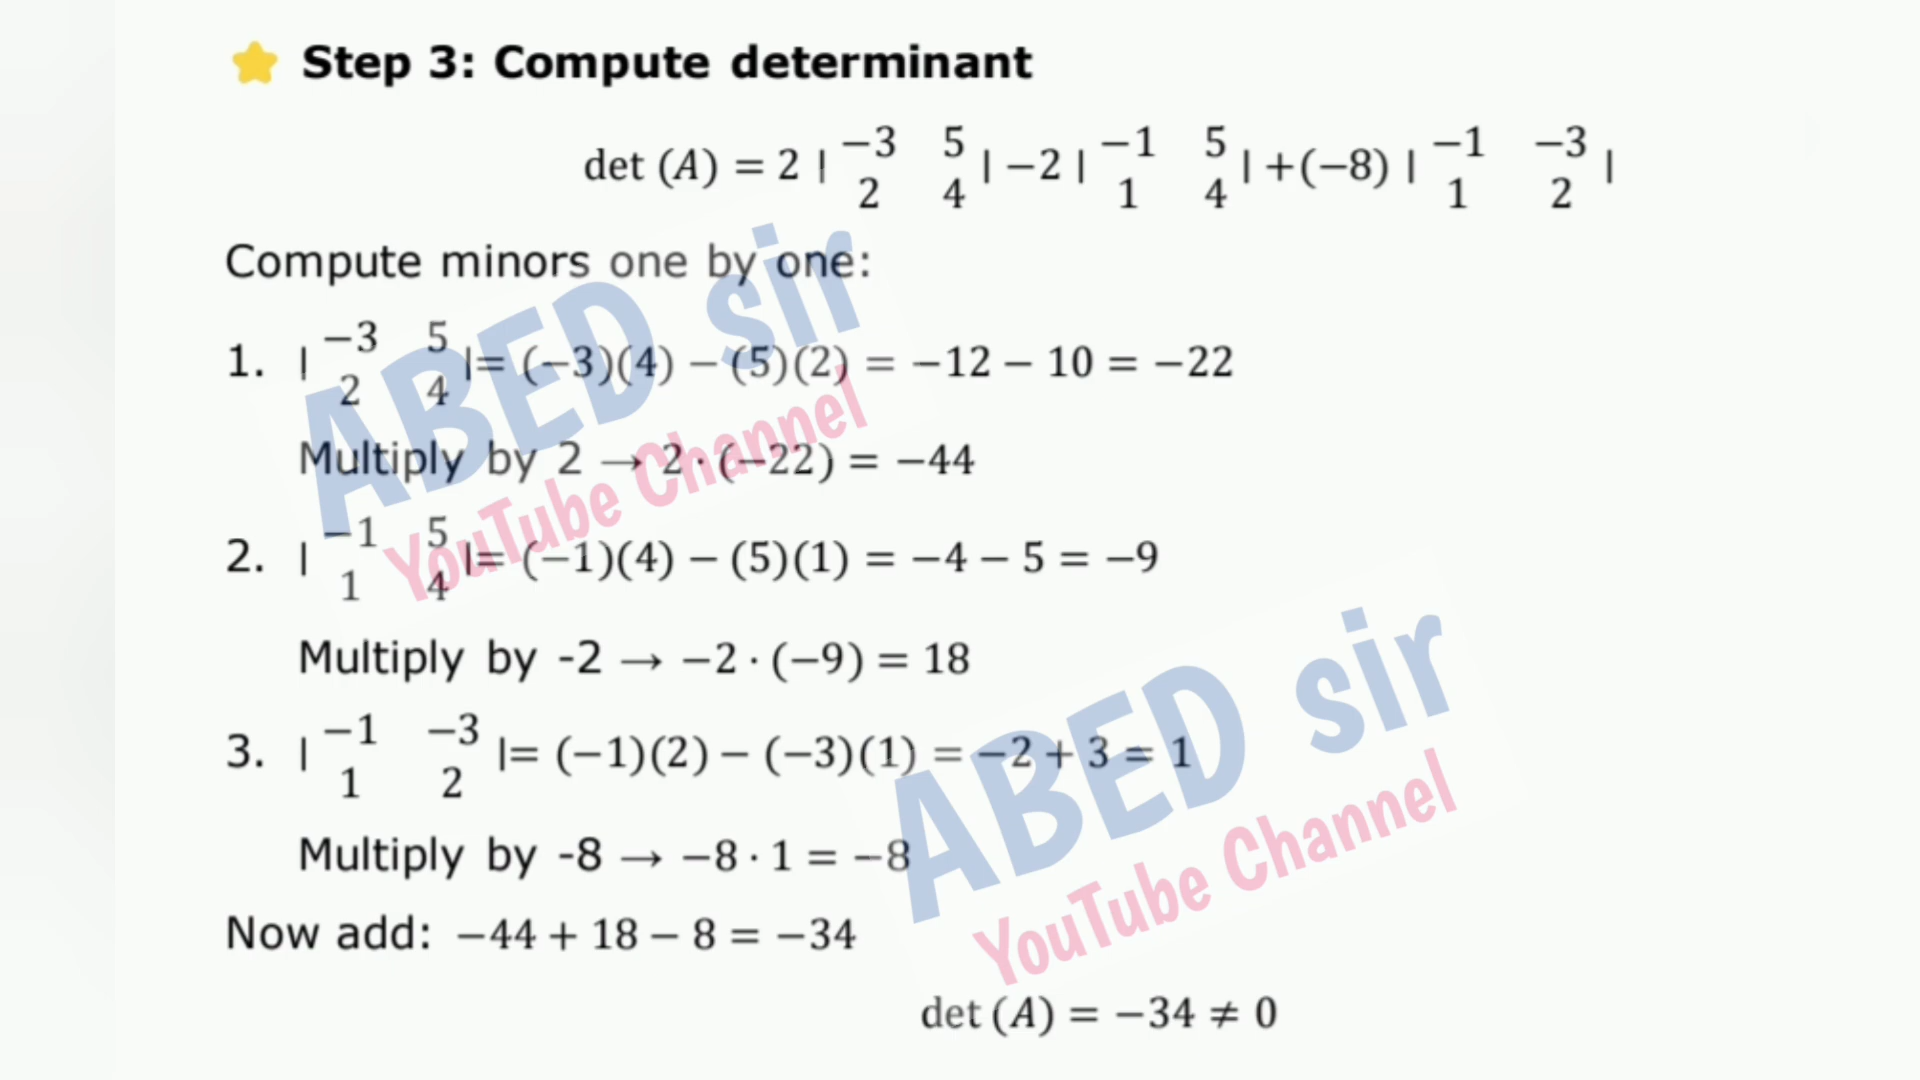 Step 3: Compute determinant
det (A) = 2 | −3 5 2 4 | −2 | −1 5 1 4 | +(−8) | −1 −3 1 2 |
Compute minors one by one:
1. | −3 5 2 4 |= (−3)(4) − (5)(2) = −12 − 10 = −22
Multiply by 2 → 2 · (−22) = −44
2. | −1 5 1 4 |= (−1)(4) − (5)(1) = −4 − 5 = −9
Multiply by -2 → −2 · (−9) = 18
3. | −1 −3 1 2 |= (−1)(2) − (−3)(1) = −2 + 3 = 1
Multiply by -8 → −8 · 1 = −8
Now add: −44 + 18 − 8 = −34
det (A) = −34 ≠ 0
ABED sir
YouTube Channel
ABED sir
YouTube Channel